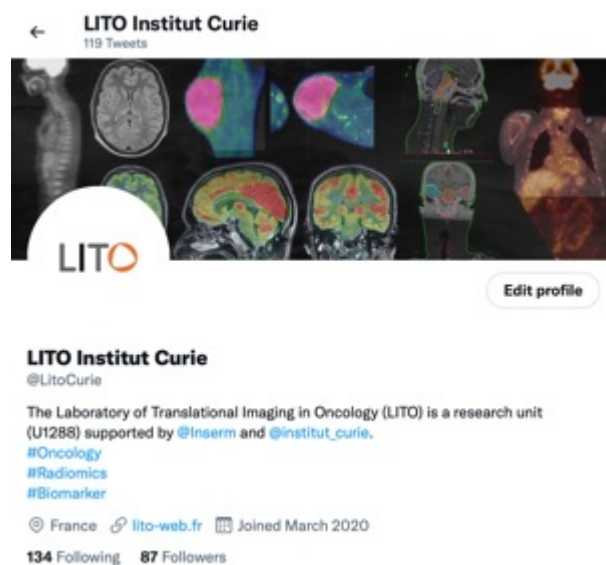 LITO Institut Curie
119 Tweets
LITO
Edit profile
LITO Institut Curie
@LitoCurie
The Laboratory of Translational Imaging in Oncology (LITO) is a research unit
(U1288) supported by @Inserm and @institut_curie.
#Oncology
#Radiomics
#Biomarker
France lito-web.fr Joined March 2020
134 Following 87 Followers